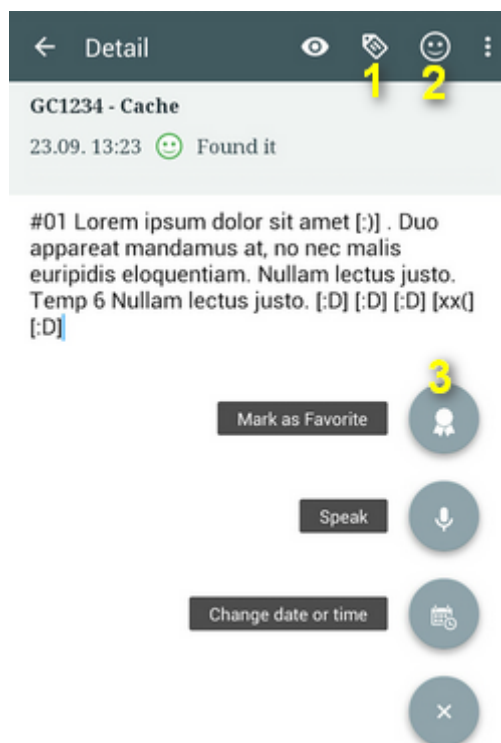 Detail
1 2
GC1234 - Cache
23.09. 13:23 Found it
#01 Lorem ipsum dolor sit amet [:)] . Duo
appareat mandamus at, no nec malis
euripidis eloquentiam. Nullam lectus justo.
Temp 6 Nullam lectus justo. [:D] [:D] [:D] [xx(]
[:D]
3
Mark as Favorite
Speak
Change date or time